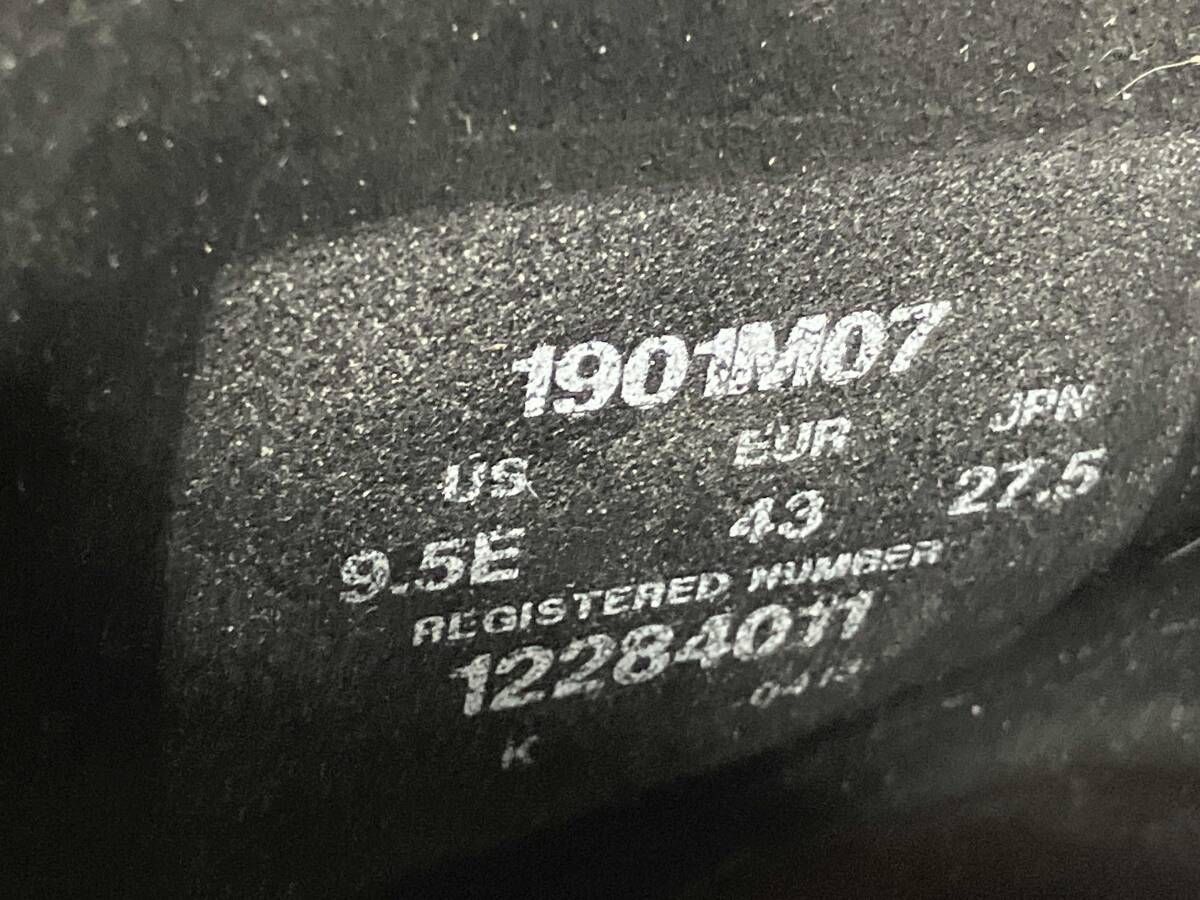 1901M07
US EUR JPN
9.5E 43 27.5
REGISTERED NUMBER
12284011
K